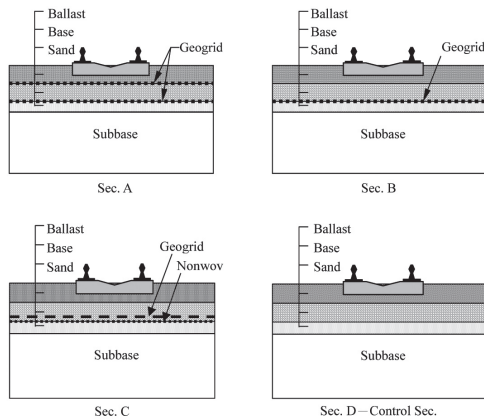 Ballast
Base
Sand
Geogrid
Subbase
Sec. A
Ballast
Base
Sand
Geogrid
Subbase
Sec. B
Ballast
Base
Sand
Geogrid
Nonwov
Subbase
Sec. C
Ballast
Base
Sand
Subbase
Sec. D—Control Sec.